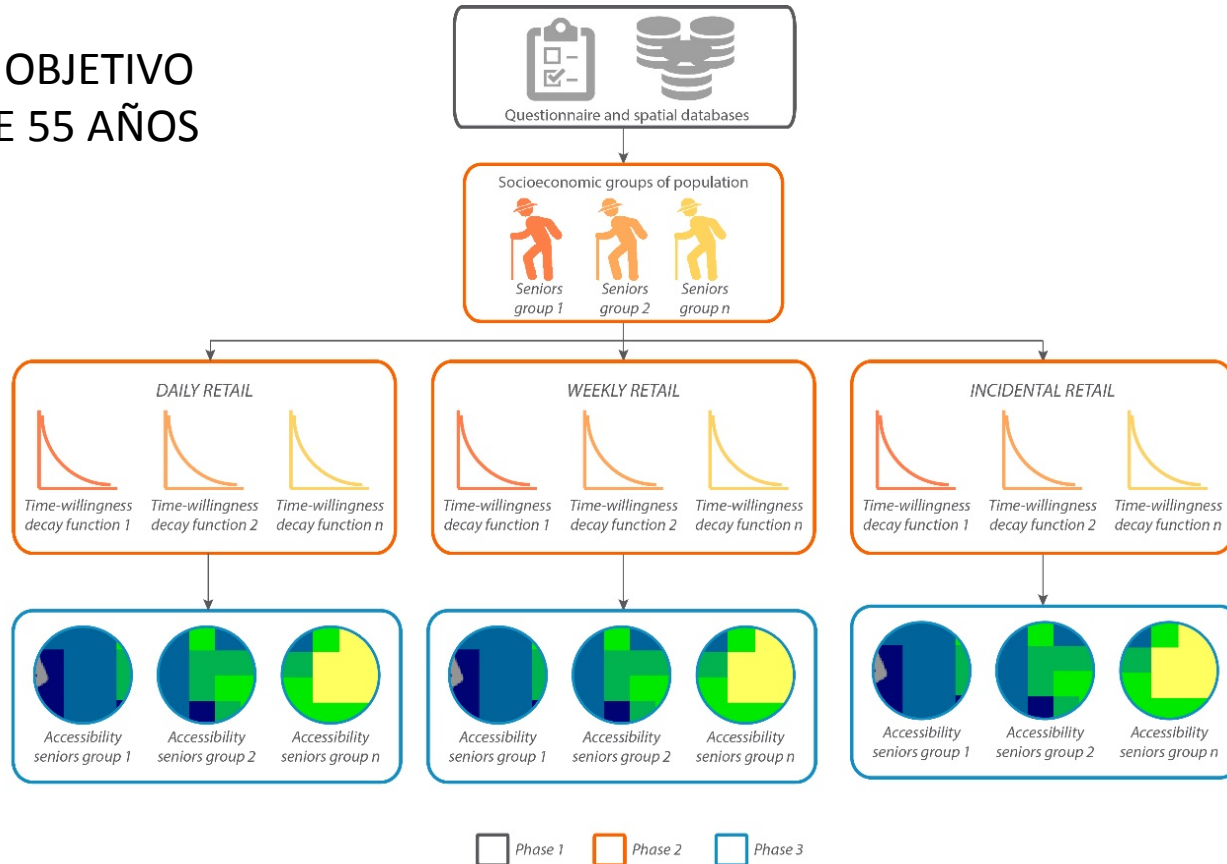 OBJETIVO
E 55 AÑOS
Questionnaire and spatial databases
Socioeconomic groups of population
Seniors group 1
Seniors group 2
Seniors group n
DAILY RETAIL
Time-willingness
decay function 1
Time-willingness
decay function 2
Time-willingness
decay function n
WEEKLY RETAIL
Time-willingness
decay function 1
Time-willingness
decay function 2
Time-willingness
decay function n
INCIDENTAL RETAIL
Time-willingness
decay function 1
Time-willingness
decay function 2
Time-willingness
decay function n
Accessibility
seniors group 1
Accessibility
seniors group 2
Accessibility
seniors group n
Accessibility
seniors group 1
Accessibility
seniors group 2
Accessibility
seniors group n
Accessibility
seniors group 1
Accessibility
seniors group 2
Accessibility
seniors group n
Phase 1
Phase 2
Phase 3